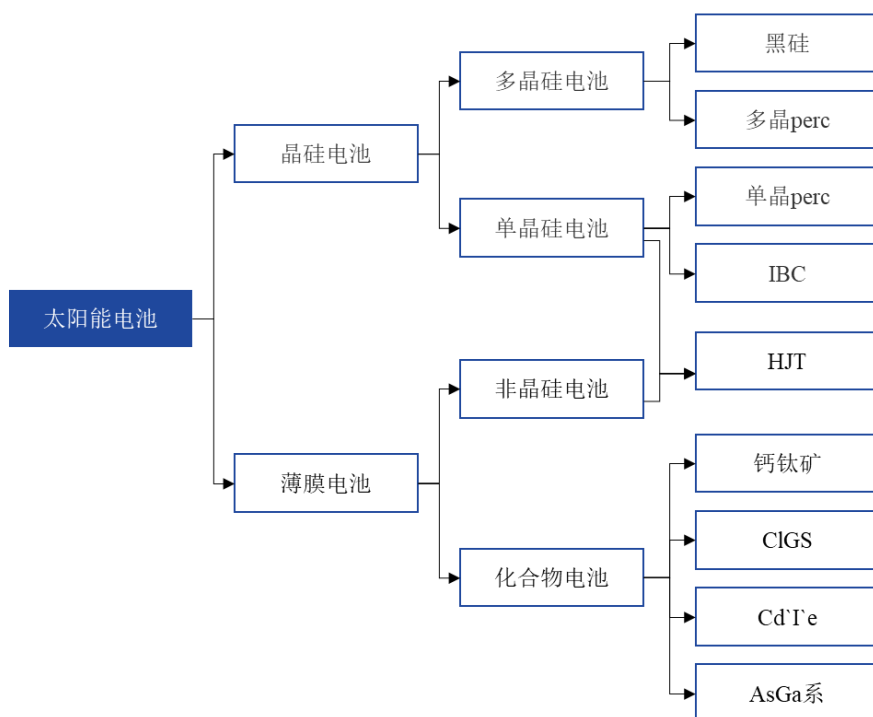 太阳能电池
晶硅电池
薄膜电池
多晶硅电池
单晶硅电池
非晶硅电池
化合物电池
黑硅
多晶perc
单晶perc
IBC
HJT
钙钛矿
ClGS
Cd`I`e
AsGa系